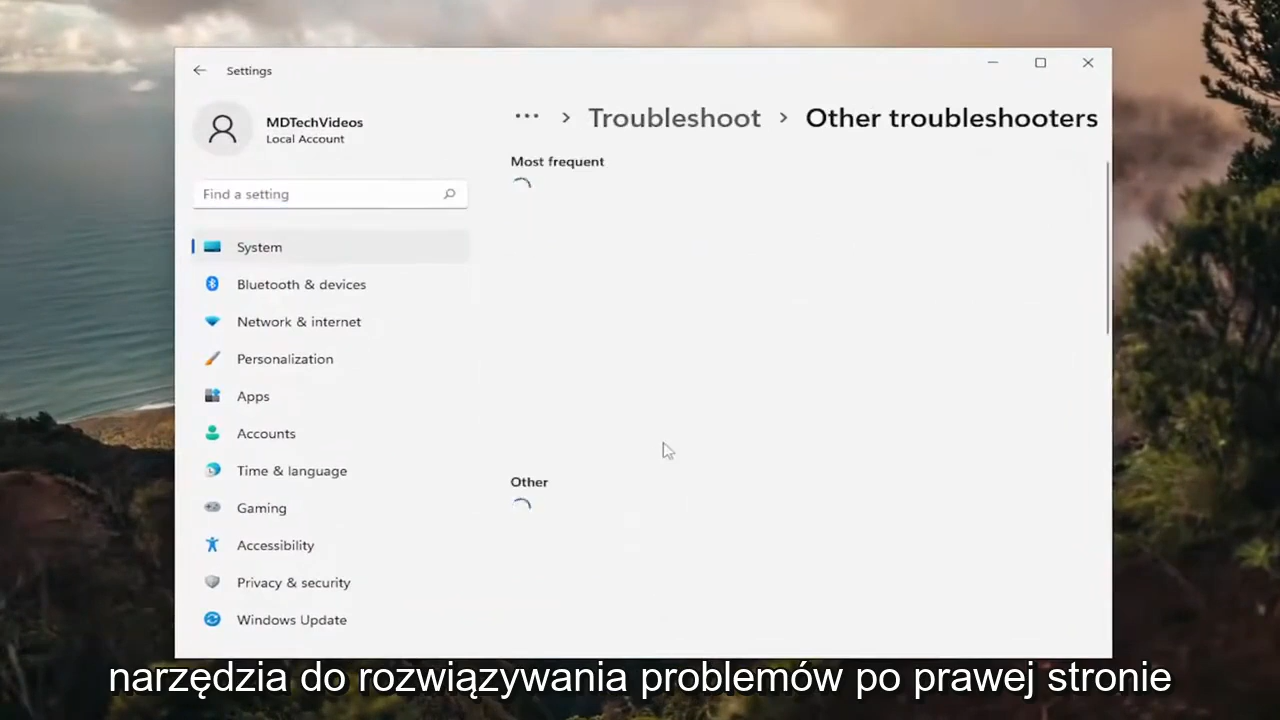 Settings
MDTechVideos
Local Account
Find a setting
System
Bluetooth & devices
Network & internet
Personalization
Apps
Accounts
Time & language
Gaming
Accessibility
Privacy & security
Windows Update
... > Troubleshoot > Other troubleshooters
Most frequent
Other
narzędzia do rozwiązywania problemów po prawej stronie